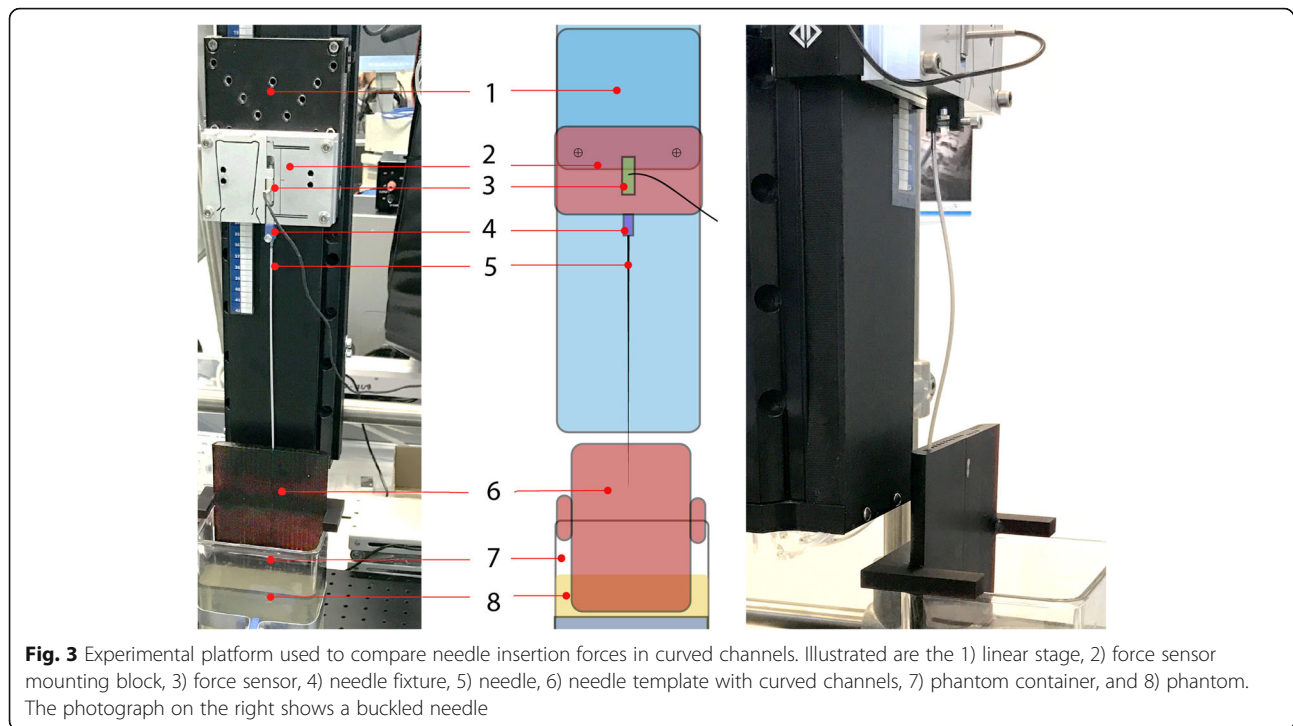 1
2
3
4
5
6
7
8
Fig. 3 Experimental platform used to compare needle insertion forces in curved channels. Illustrated are the 1) linear stage, 2) force sensor
mounting block, 3) force sensor, 4) needle fixture, 5) needle, 6) needle template with curved channels, 7) phantom container, and 8) phantom.
The photograph on the right shows a buckled needle